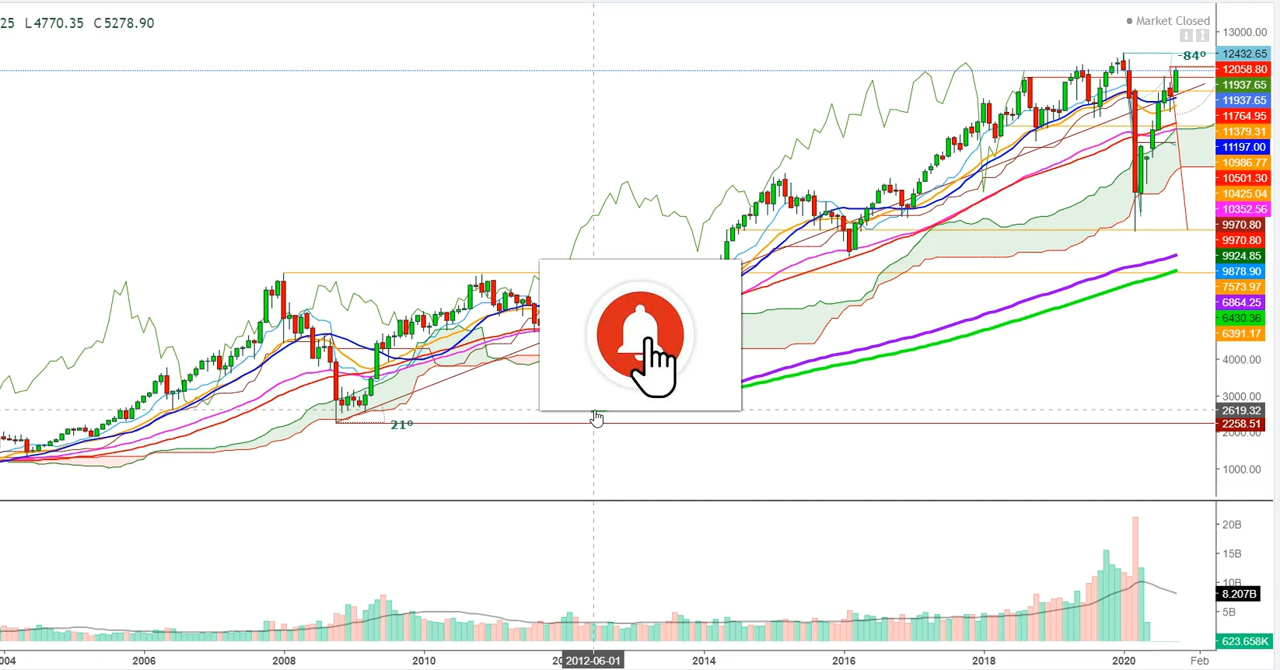 25 L4770.35 C5278.90
Market Closed
13000.00
-84º
12432.65
12058.80
11937.65
11937.65
11764.95
11379.31
11197.00
10986.77
10501.30
10425.04
10352.56
9970.80
9970.80
9924.85
9878.90
7573.97
6864.25
6430.36
6391.17
4000.00
3000.00
2619.32
21º
2258.51
2000.00
1000.00
20B
15B
10B
8.207B
5B
623.658K
004 2006 2008 2010 20 2012-06-01 2014 2016 2018 2020 Feb